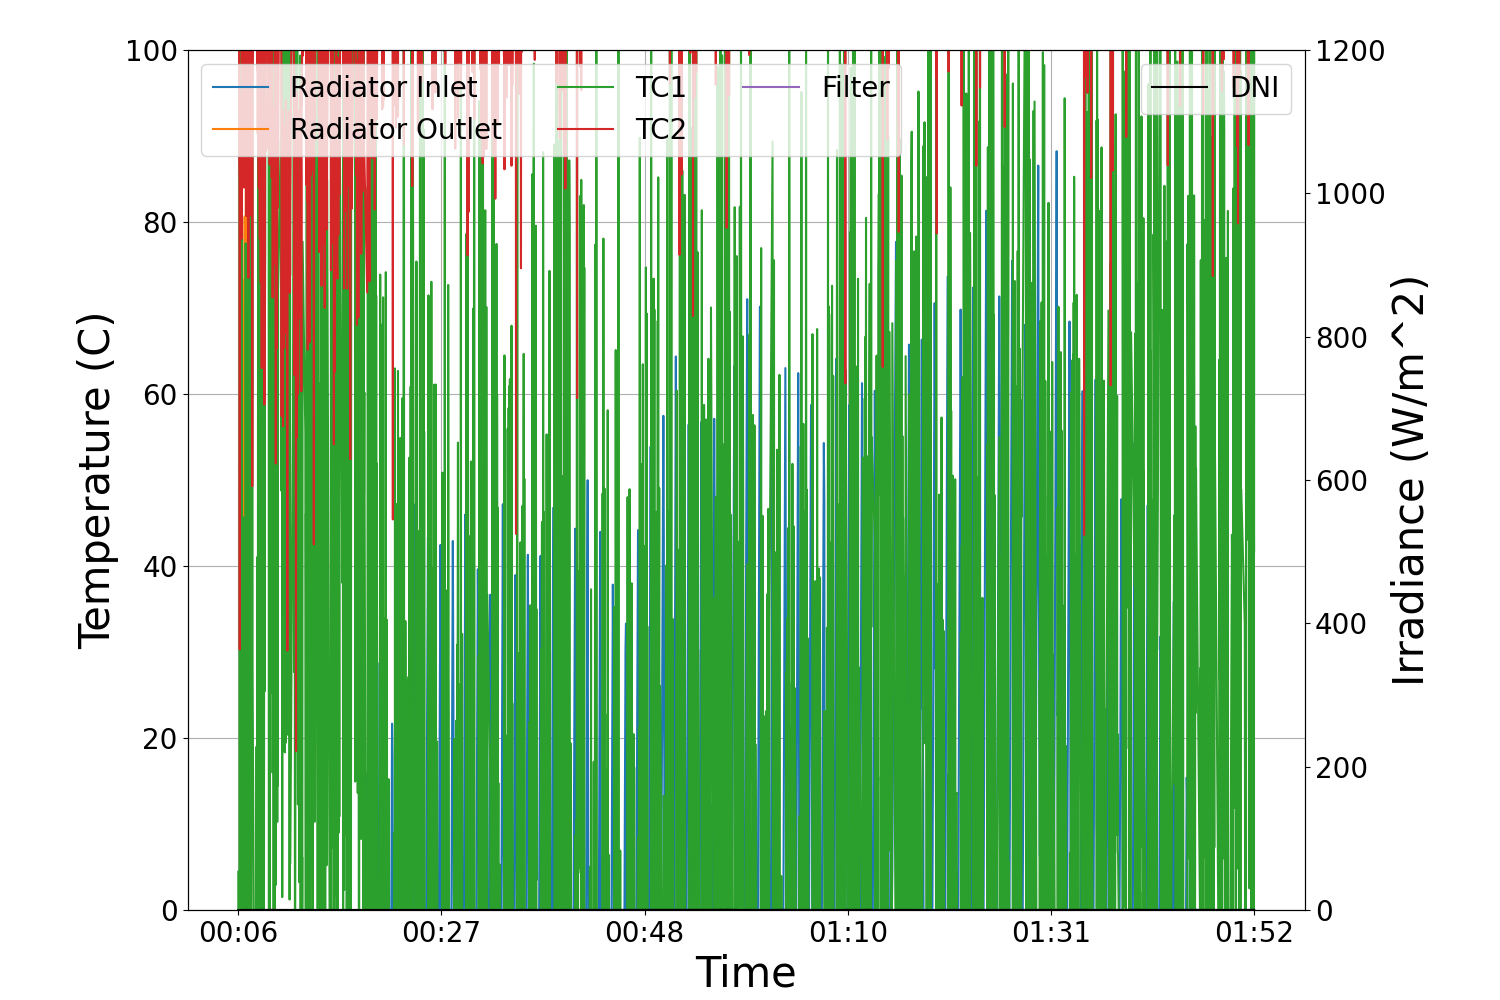 100
80
60
40
20
0
Temperature (C)
Radiator Inlet
Radiator Outlet
TC1
TC2
Filter
DNI
1200
1000
800
600
400
200
0
Irradiance (W/m^2)
00:06
00:27
00:48
01:10
01:31
01:52
Time